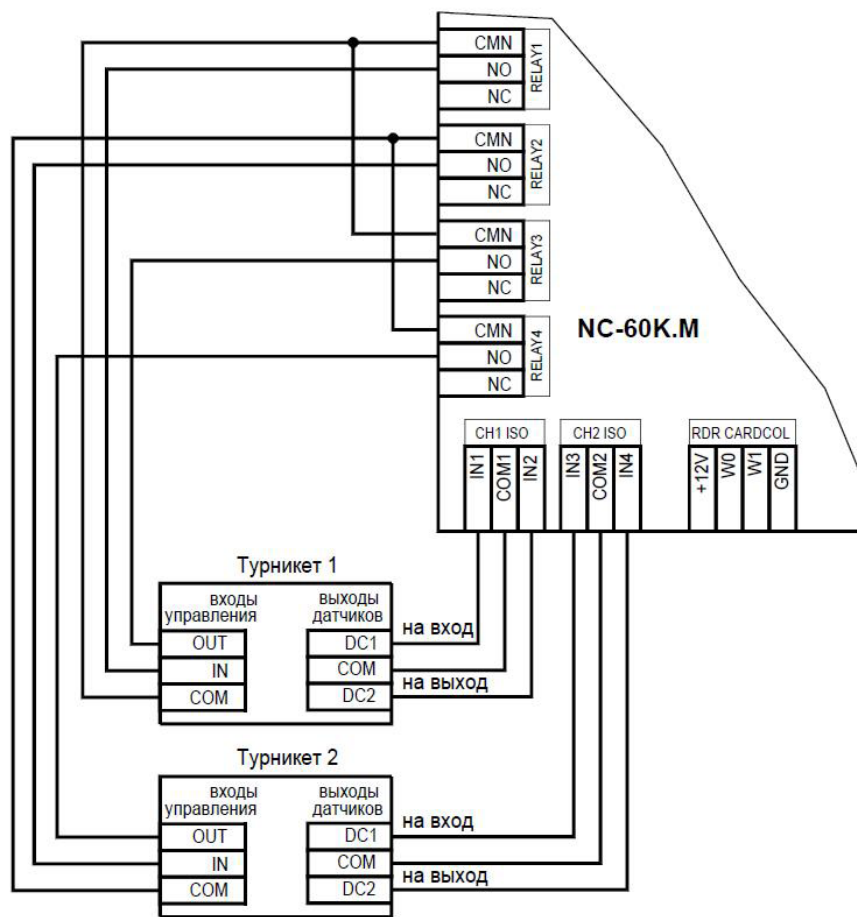 CMN
NO
NC
RELAY1
CMN
NO
NC
RELAY2
CMN
NO
NC
RELAY3
CMN
NO
NC
RELAY4
NC-60K.M
CH1 ISO
CH2 ISO
RDR CARDCOL
IN1
COM1
IN2
IN3
COM2
IN4
+12V
W0
W1
GND
Турникет 1
входы
управления
выходы
датчиков
OUT
IN
COM
DC1
COM
DC2
на вход
на выход
Турникет 2
входы
управления
выходы
датчиков
OUT
IN
COM
DC1
COM
DC2
на вход
на выход